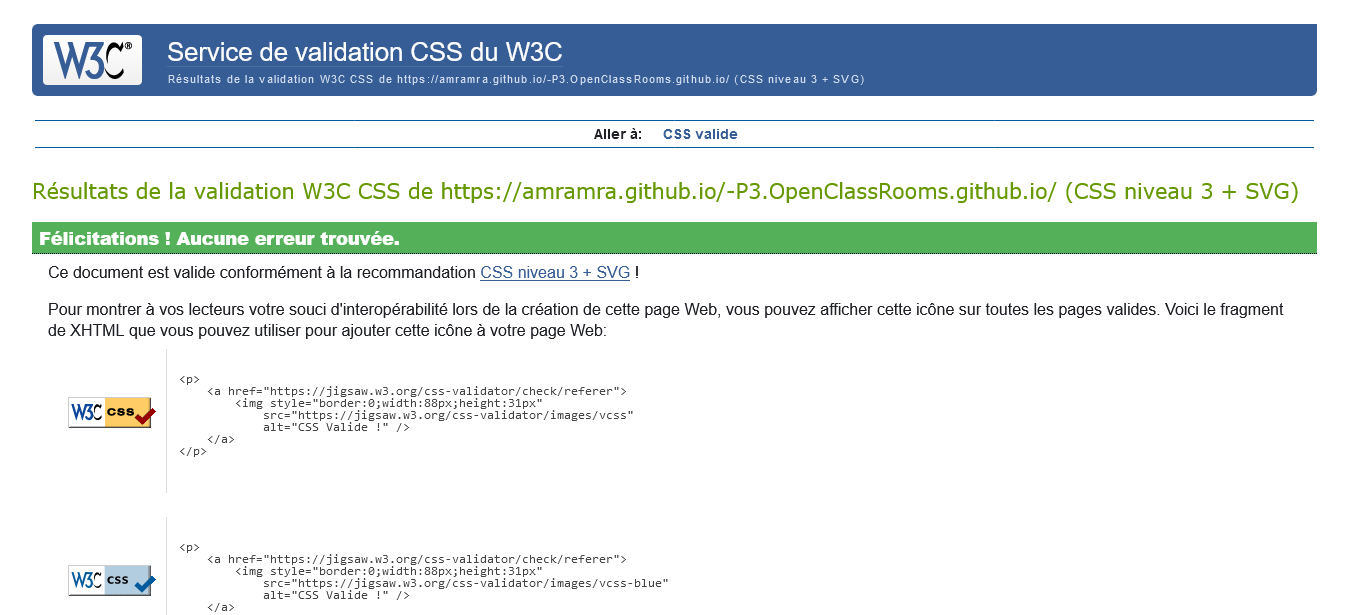 W3C®
Service de validation CSS du W3C
Résultats de la validation W3C CSS de https://amramra.github.io/-P3.OpenClassRooms.github.io/ (CSS niveau 3 + SVG)
Aller à: CSS valide
Résultats de la validation W3C CSS de https://amramra.github.io/-P3.OpenClassRooms.github.io/ (CSS niveau 3 + SVG)
Félicitations ! Aucune erreur trouvée.
Ce document est valide conformément à la recommandation CSS niveau 3 + SVG !
Pour montrer à vos lecteurs votre souci d'interopérabilité lors de la création de cette page Web, vous pouvez afficher cette icône sur toutes les pages valides. Voici le fragment
de XHTML que vous pouvez utiliser pour ajouter cette icône à votre page Web:
W3C css
<p>
<a href="https://jigsaw.w3.org/css-validator/check/referer">
<img style="border:0;width:88px;height:31px"
src="https://jigsaw.w3.org/css-validator/images/vcss"
alt="CSS Valide !" />
</a>
</p>
W3C css
<p>
<a href="https://jigsaw.w3.org/css-validator/check/referer">
<img style="border:0;width:88px;height:31px"
src="https://jigsaw.w3.org/css-validator/images/vcss-blue"
alt="CSS Valide !" />
</a>